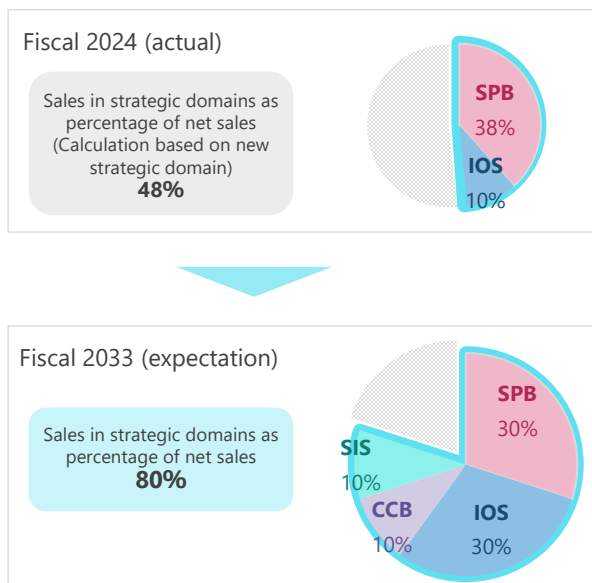 Fiscal 2024 (actual)
Sales in strategic domains as
percentage of net sales
(Calculation based on new
strategic domain)
48%
SPB
38%
IOS
10%
Fiscal 2033 (expectation)
Sales in strategic domains as
percentage of net sales
80%
SPB
30%
SIS
10%
CCB
10%
IOS
30%